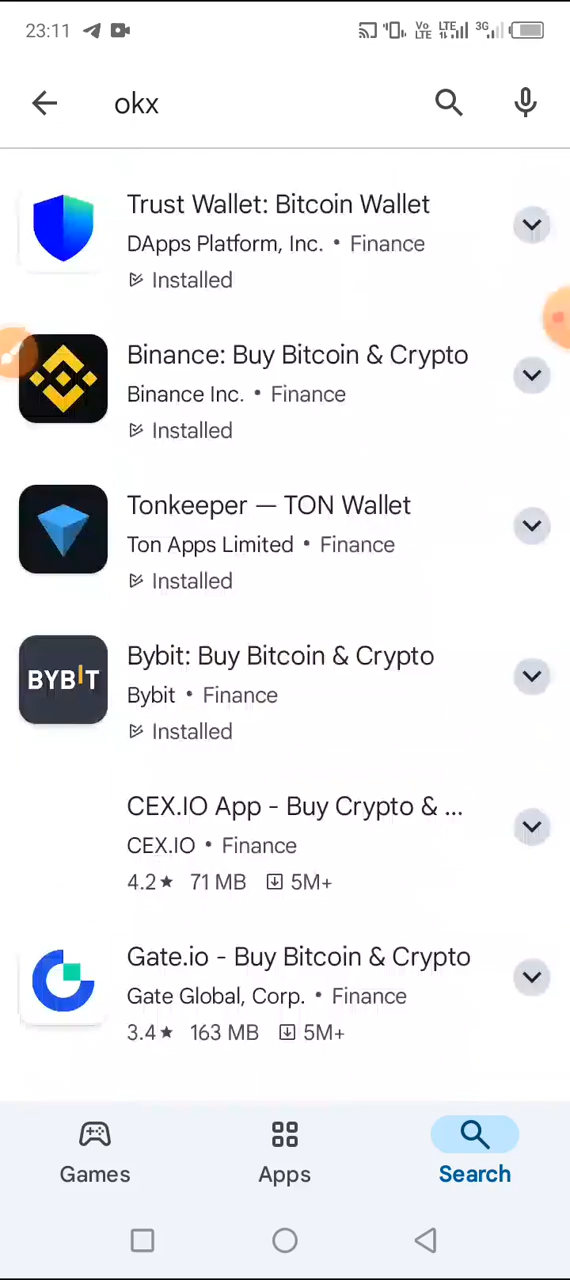 23:11
Vo
LTE
LTE
3G
okx
Trust Wallet: Bitcoin Wallet
DApps Platform, Inc. • Finance
Installed
Binance: Buy Bitcoin & Crypto
Binance Inc. • Finance
Installed
Tonkeeper — TON Wallet
Ton Apps Limited • Finance
Installed
BYBIT
Bybit: Buy Bitcoin & Crypto
Bybit • Finance
Installed
CEX.IO App - Buy Crypto & ...
CEX.IO • Finance
4.2★ 71 MB 5M+
Gate.io - Buy Bitcoin & Crypto
Gate Global, Corp. • Finance
3.4★ 163 MB 5M+
Games
Apps
Search